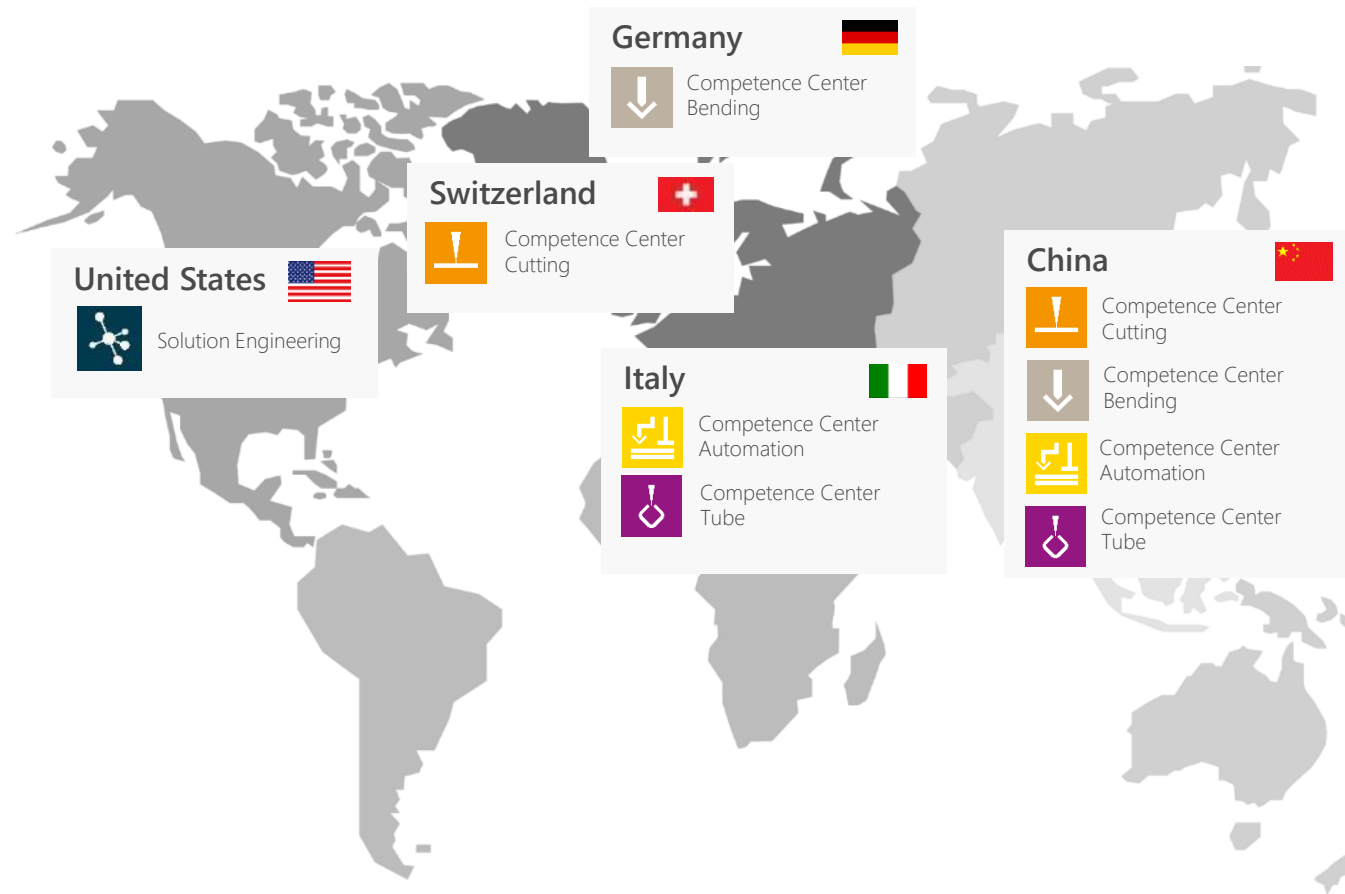 Germany
Competence Center
Bending
Switzerland
Competence Center
Cutting
United States
Solution Engineering
Italy
Competence Center
Automation
Competence Center
Tube
China
Competence Center
Cutting
Competence Center
Bending
Competence Center
Automation
Competence Center
Tube